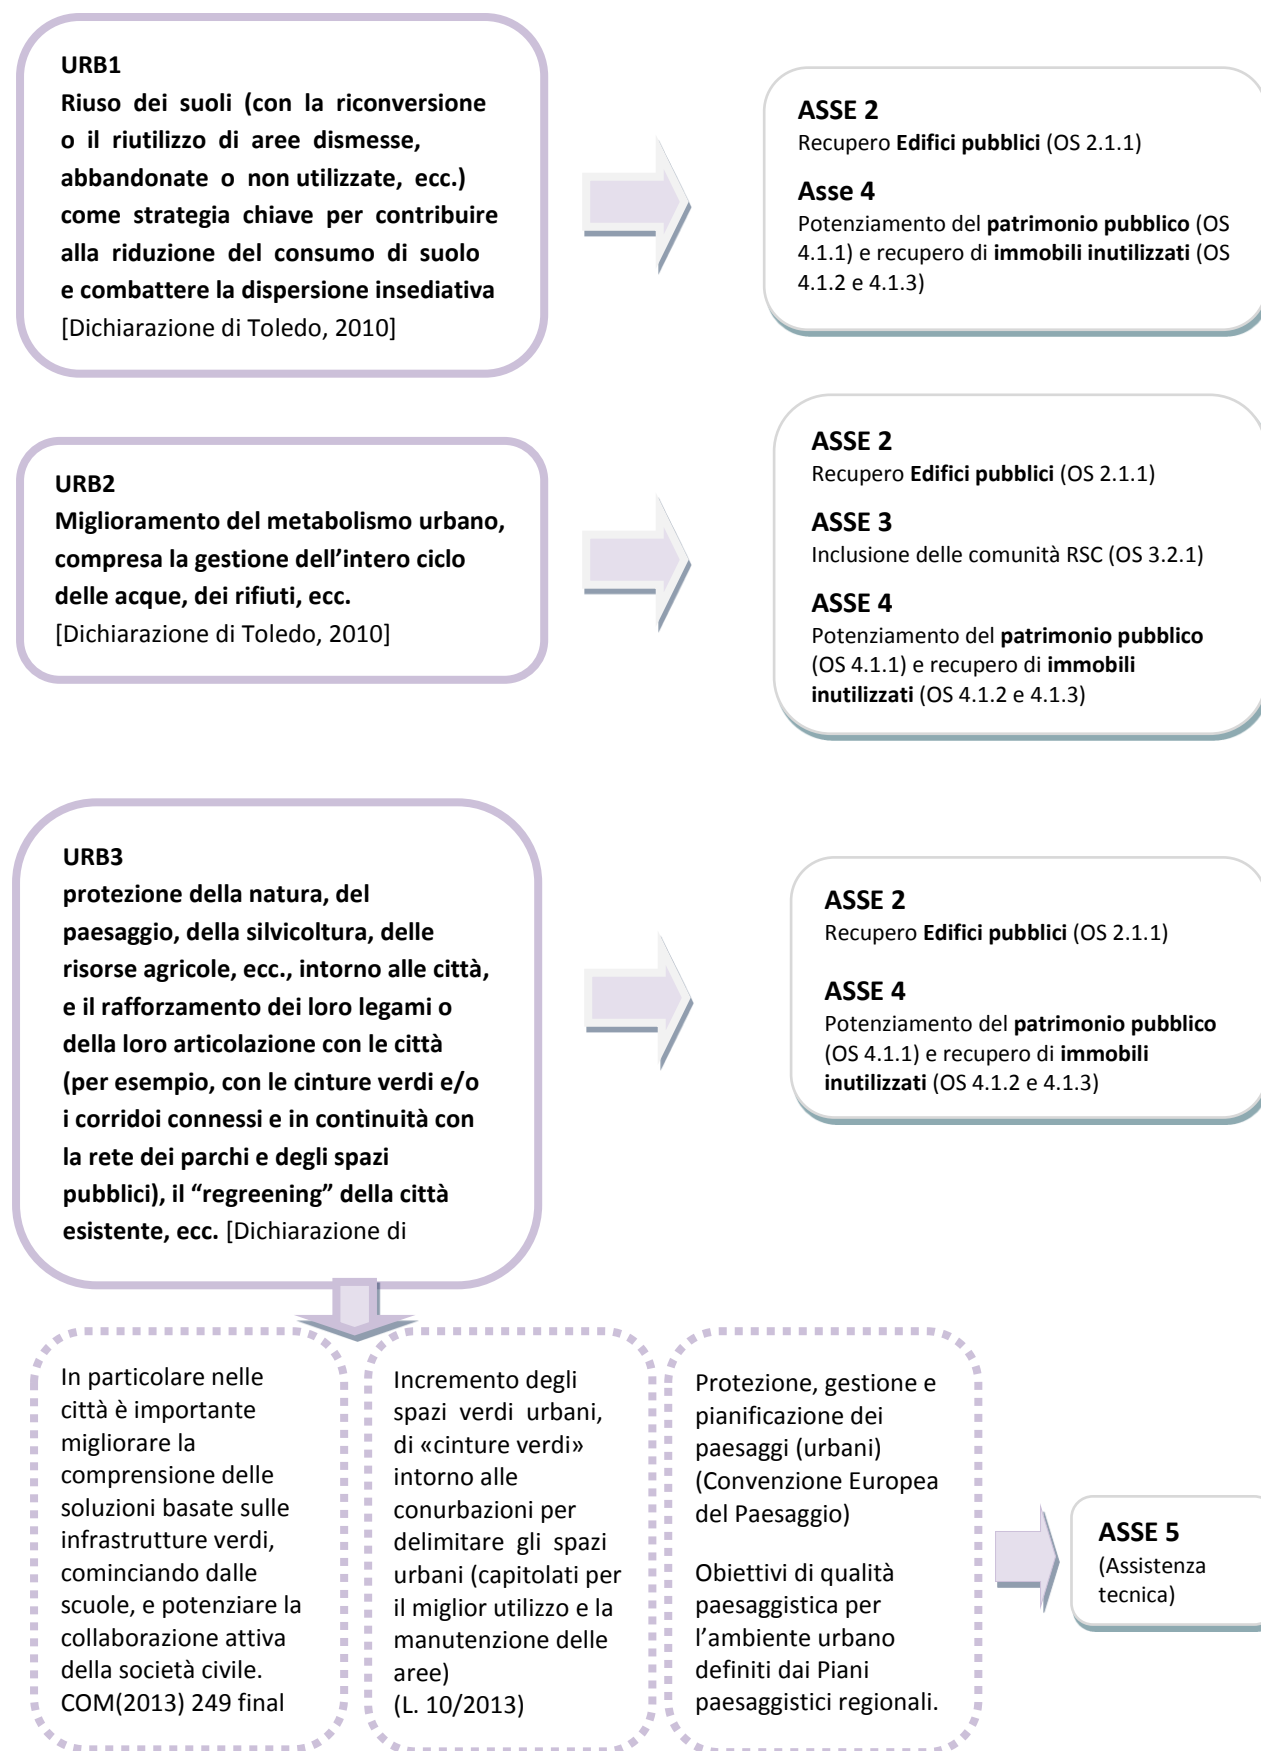 URB1
Riuso dei suoli (con la riconversione
o il riutilizzo di aree dismesse,
abbandonate o non utilizzate, ecc.)
come strategia chiave per contribuire
alla riduzione del consumo di suolo
e combattere la dispersione insediativa
[Dichiarazione di Toledo, 2010]
ASSE 2
Recupero Edifici pubblici (OS 2.1.1)
Asse 4
Potenziamento del patrimonio pubblico (OS
4.1.1) e recupero di immobili inutilizzati (OS
4.1.2 e 4.1.3)
URB2
Miglioramento del metabolismo urbano,
compresa la gestione dell’intero ciclo
delle acque, dei rifiuti, ecc.
[Dichiarazione di Toledo, 2010]
ASSE 2
Recupero Edifici pubblici (OS 2.1.1)
ASSE 3
Inclusione delle comunità RSC (OS 3.2.1)
ASSE 4
Potenziamento del patrimonio pubblico
(OS 4.1.1) e recupero di immobili
inutilizzati (OS 4.1.2 e 4.1.3)
URB3
protezione della natura, del
paesaggio, della silvicoltura, delle
risorse agricole, ecc., intorno alle città,
e il rafforzamento dei loro legami o
della loro articolazione con le città
(per esempio, con le cinture verdi e/o
i corridoi connessi e in continuità con
la rete dei parchi e degli spazi
pubblici), il “regreening” della città
esistente, ecc. [Dichiarazione di
ASSE 2
Recupero Edifici pubblici (OS 2.1.1)
ASSE 4
Potenziamento del patrimonio pubblico
(OS 4.1.1) e recupero di immobili
inutilizzati (OS 4.1.2 e 4.1.3)
In particolare nelle
città è importante
migliorare la
comprensione delle
soluzioni basate sulle
infrastrutture verdi,
cominciando dalle
scuole, e potenziare la
collaborazione attiva
della società civile.
COM(2013) 249 final
Incremento degli
spazi verdi urbani,
di «cinture verdi»
intorno alle
conurbazioni per
delimitare gli spazi
urbani (capitolati per
il miglior utilizzo e la
manutenzione delle
aree)
(L. 10/2013)
Protezione, gestione e
pianificazione dei
paesaggi (urbani)
(Convenzione Europea
del Paesaggio)
Obiettivi di qualità
paesaggistica per
l’ambiente urbano
definiti dai Piani
paesaggistici regionali.
ASSE 5
(Assistenza
tecnica)